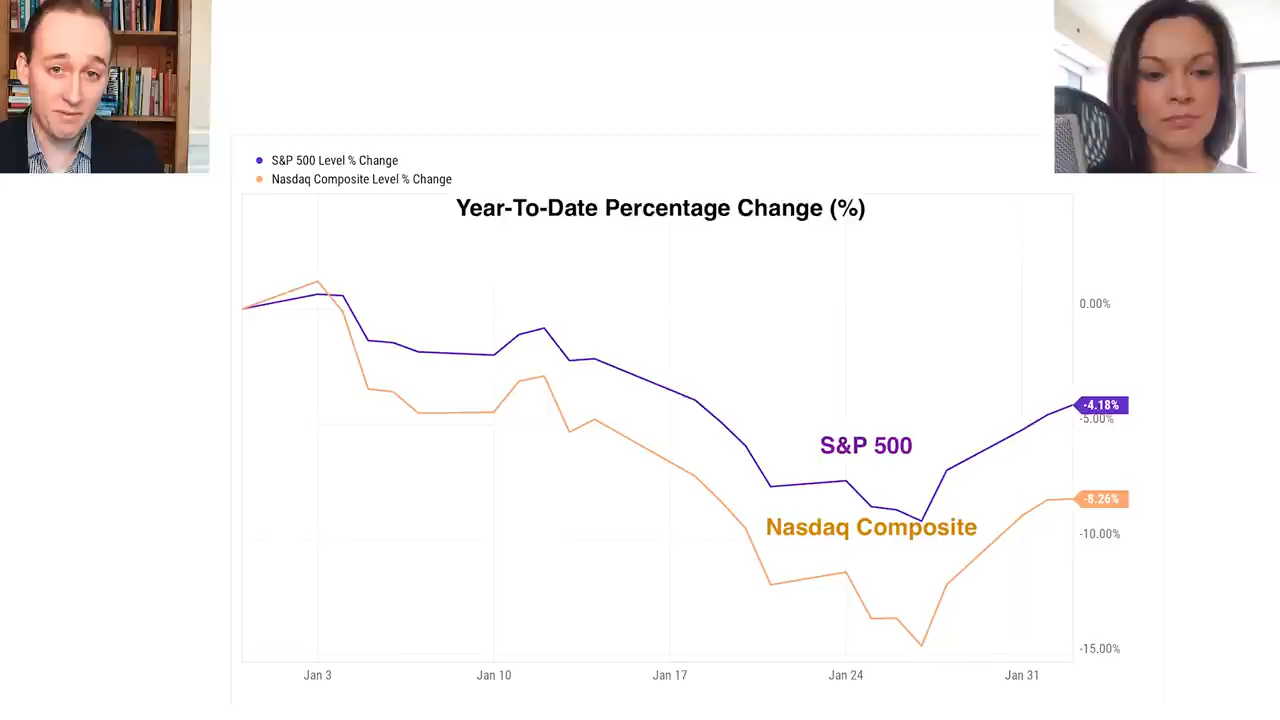 S&P 500 Level % Change
Nasdaq Composite Level % Change
Year-To-Date Percentage Change (%)
0.00%
-4.18%
-5.00%
S&P 500
-8.26%
Nasdaq Composite
-10.00%
-15.00%
Jan 3 Jan 10 Jan 17 Jan 24 Jan 31